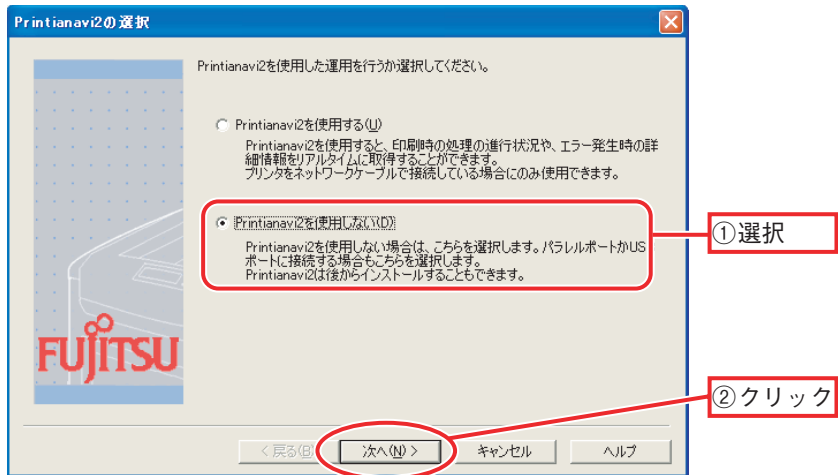 Printianavi2の選択
Printianavi2を使用した運用を行うか選択してください。
Printianavi2を使用する(U)
Printianavi2を使用すると、印刷時の処理の進行状況や、エラー発生時の詳
細情報をリアルタイムに取得することができます。
プリンタをネットワークケーブルで接続している場合にのみ使用できます。
Printianavi2を使用しない(D)
Printianavi2を使用しない場合は、こちらを選択します。パラレルポートかUS
ポートに接続する場合もこちらを選択します。
Printianavi2は後からインストールすることもできます。
①選択
FUJITSU
②クリック
< 戻る(B)
次へ(N) >
キャンセル
ヘルプ